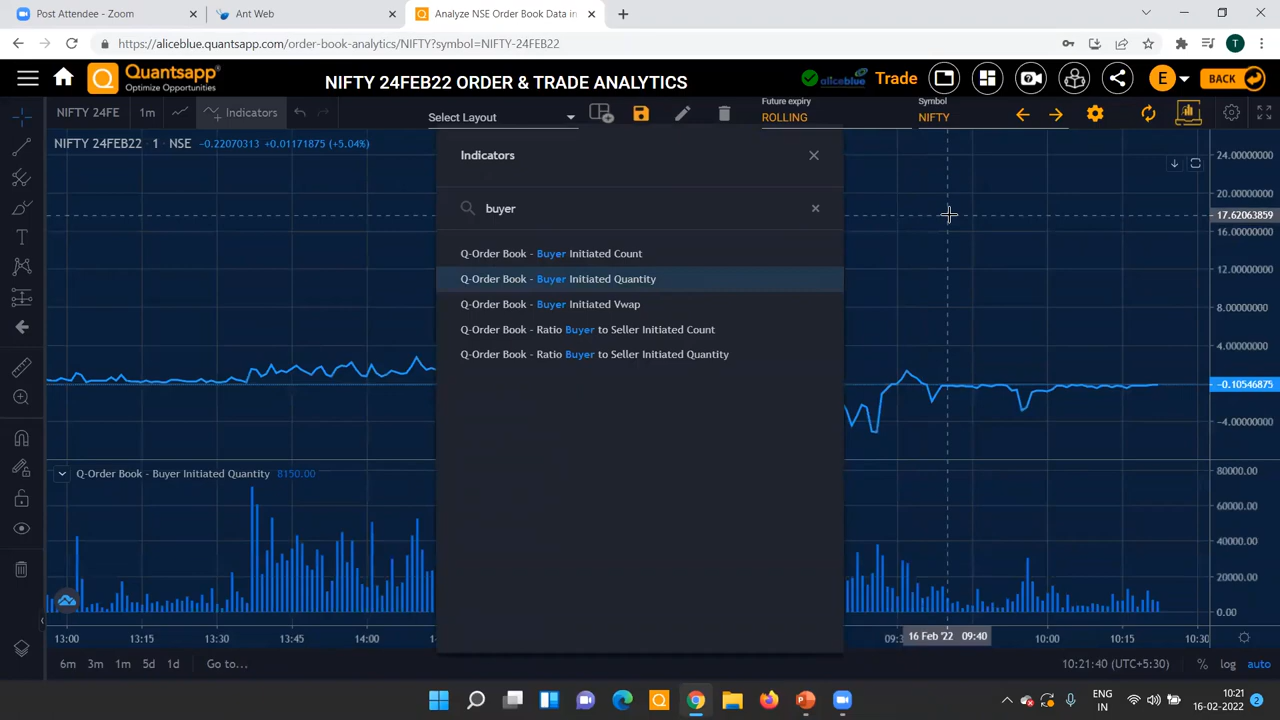 Post Attendee - Zoom
Ant Web
Analyze NSE Order Book Data in
https://aliceblue.quantsapp.com/order-book-analytics/NIFTY?symbol=NIFTY-FEB22
T
Quantsapp
Optimize Opportunities
NIFTY 24FEB22 ORDER & TRADE ANALYTICS
aliceblue
Trade
E
BACK
NIFTY 24FE
1m
Indicators
Select Layout
Future expiry
ROLLING
Symbol
NIFTY
NIFTY 24FEB22 · 1 · NSE
−0.22070313 +0.01171875 (+5.04%)
Indicators
buyer
Q-Order Book - Buyer Initiated Count
Q-Order Book - Buyer Initiated Quantity
Q-Order Book - Buyer Initiated Vwap
Q-Order Book - Ratio Buyer to Seller Initiated Count
Q-Order Book - Ratio Buyer to Seller Initiated Quantity
24.00000000
20.00000000
17.62063859
16.00000000
12.00000000
8.00000000
4.00000000
−0.10546875
−4.00000000
Q-Order Book - Buyer Initiated Quantity 8150.00
80000.00
60000.00
40000.00
20000.00
0.00
13:00
13:15
13:30
13:45
14:00
16 Feb '22 09:40
10:00
10:15
10:30
6m 3m 1m 5d 1d Go to...
10:21:40 (UTC+5:30)
% log auto
ENG
IN
10:21
16-02-2022
2